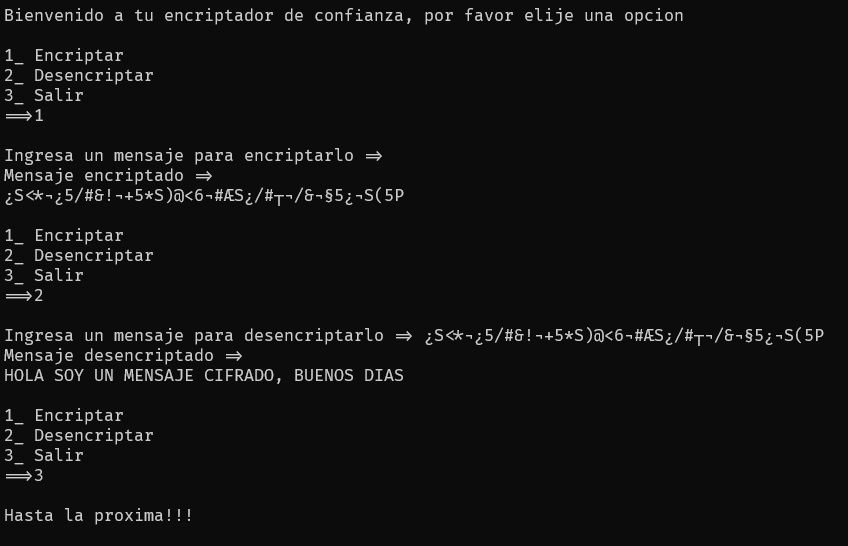 Bienvenido a tu encriptador de confianza, por favor elije una opcion
1_ Encriptar
2_ Desencriptar
3_ Salir
==>1
Ingresa un mensaje para encriptarlo =>
Mensaje encriptado =>
¿S<*¬¿5/#&!¬+5*S)@<6¬#ÆS¿/#┬¬/&¬§5¿¬S(5P
1_ Encriptar
2_ Desencriptar
3_ Salir
==>2
Ingresa un mensaje para desencriptarlo => ¿S<*¬¿5/#&!¬+5*S)@<6¬#ÆS¿/#┬¬/&¬§5¿¬S(5P
Mensaje desencriptado =>
HOLA SOY UN MENSAJE CIFRADO, BUENOS DIAS
1_ Encriptar
2_ Desencriptar
3_ Salir
==>3
Hasta la proxima!!!